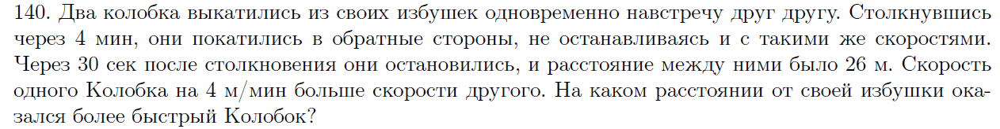 140. Два колобка выкатились из своих избушек одновременно навстречу друг другу. Столкнувшись
через 4 мин, они покатились в обратные стороны, не останавливаясь и с такими же скоростями.
Через 30 сек после столкновения они остановились, и расстояние между ними было 26 м. Скорость
одного Колобка на 4 м/мин больше скорости другого. На каком расстоянии от своей избушки ока-
зался более быстрый Колобок?